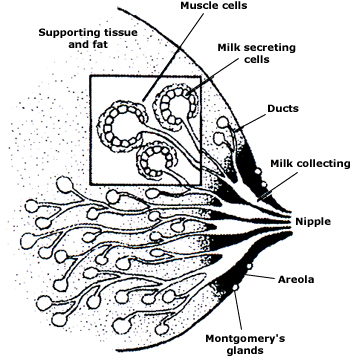 Muscle cells
Supporting tissue
and fat
Milk secreting
cells
Ducts
Milk collecting
Nipple
Areola
Montgomery's
glands